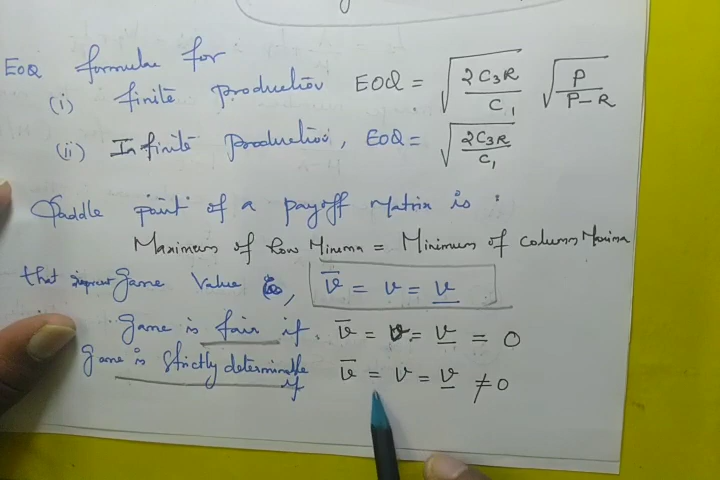 EOQ formulae for
(i) finite production EOQ = √(2C₃R / C₁) √(P / P-R)
(ii) Infinite Production, EOQ = √(2C₃R / C₁)
Saddle point of a payoff Matrix is :
Maximum of Row Minima = Minimum of column Maxima
that Game Value is, v̅ = v = v̲
Game is fair if v̅ = v = v̲ = 0
Game is strictly determinable if v̅ = v = v̲ ≠ 0